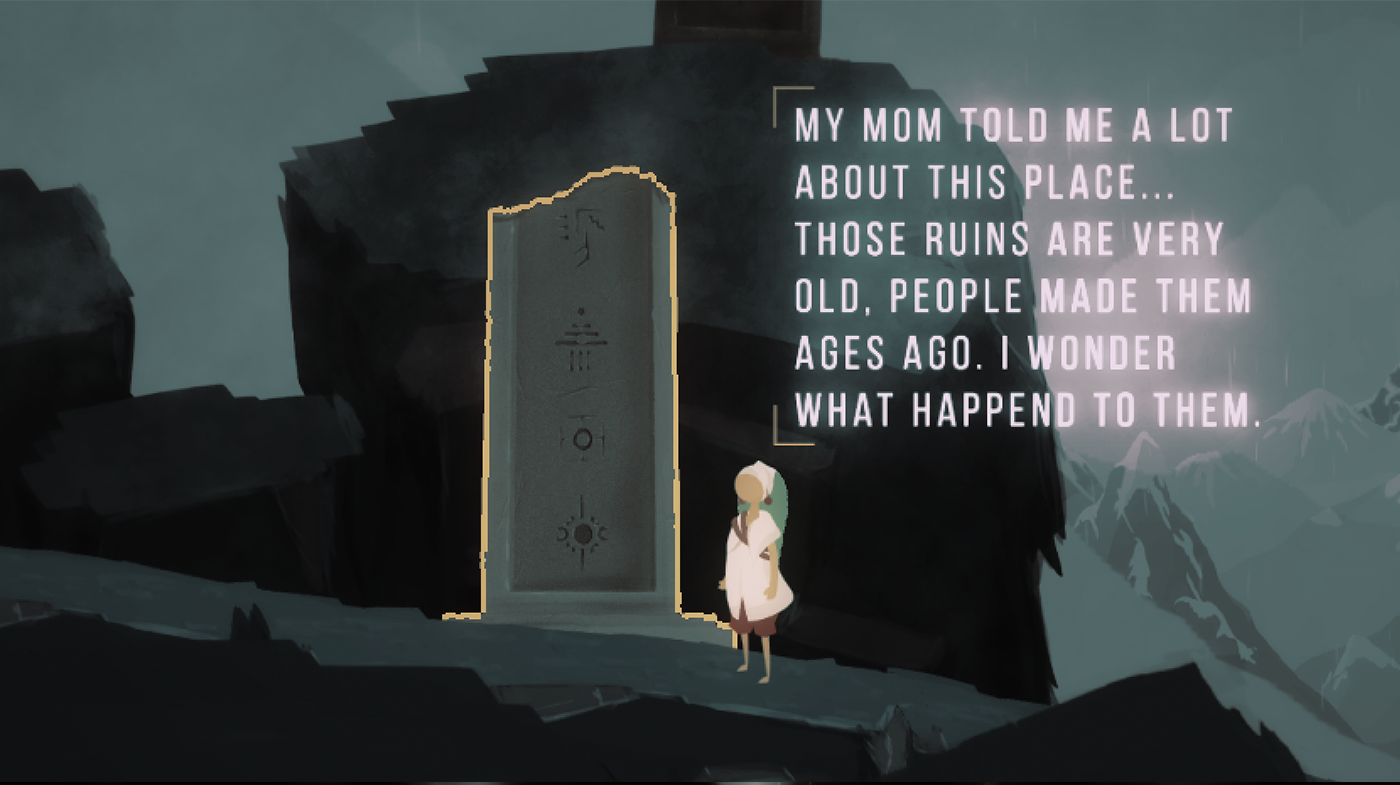 MY MOM TOLD ME A LOT
ABOUT THIS PLACE...
THOSE RUINS ARE VERY
OLD, PEOPLE MADE THEM
AGES AGO. I WONDER
WHAT HAPPEND TO THEM.